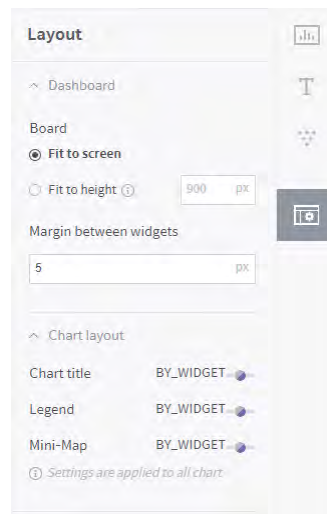 Layout
Dashboard
Board
Fit to screen
Fit to height 900 px
Margin between widgets
5 px
Chart layout
Chart title BY_WIDGET
Legend BY_WIDGET
Mini-Map BY_WIDGET
Settings are applied to all chart
T